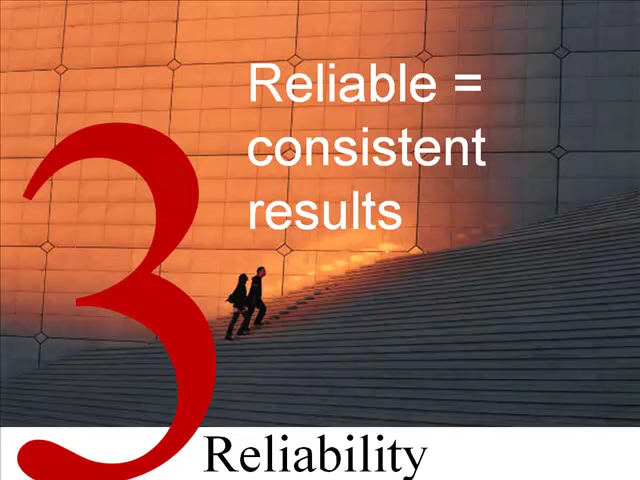 Reliable =
consistent
results
3
Reliability